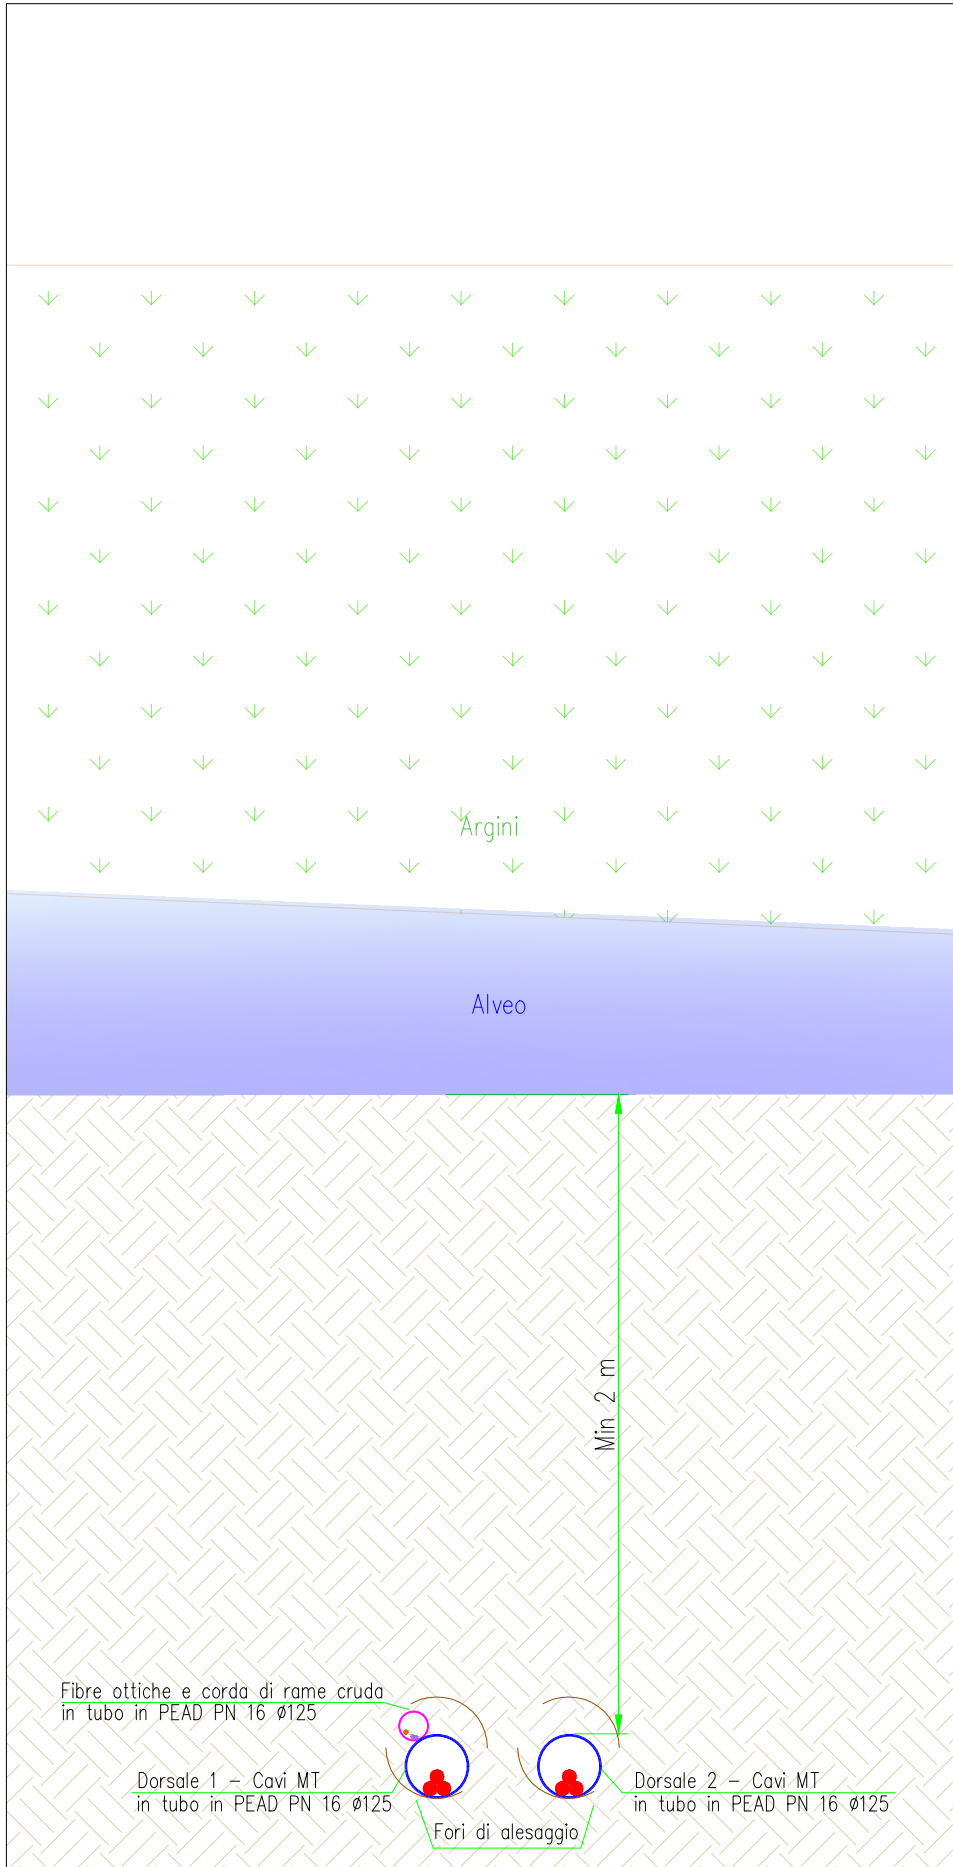 Argini
Alveo
Min 2 m
Fibre ottiche e corda di rame cruda
in tubo in PEAD PN 16 ø125
Dorsale 1 - Cavi MT
in tubo in PEAD PN 16 ø125
Dorsale 2 - Cavi MT
in tubo in PEAD PN 16 ø125
Fori di alesaggio